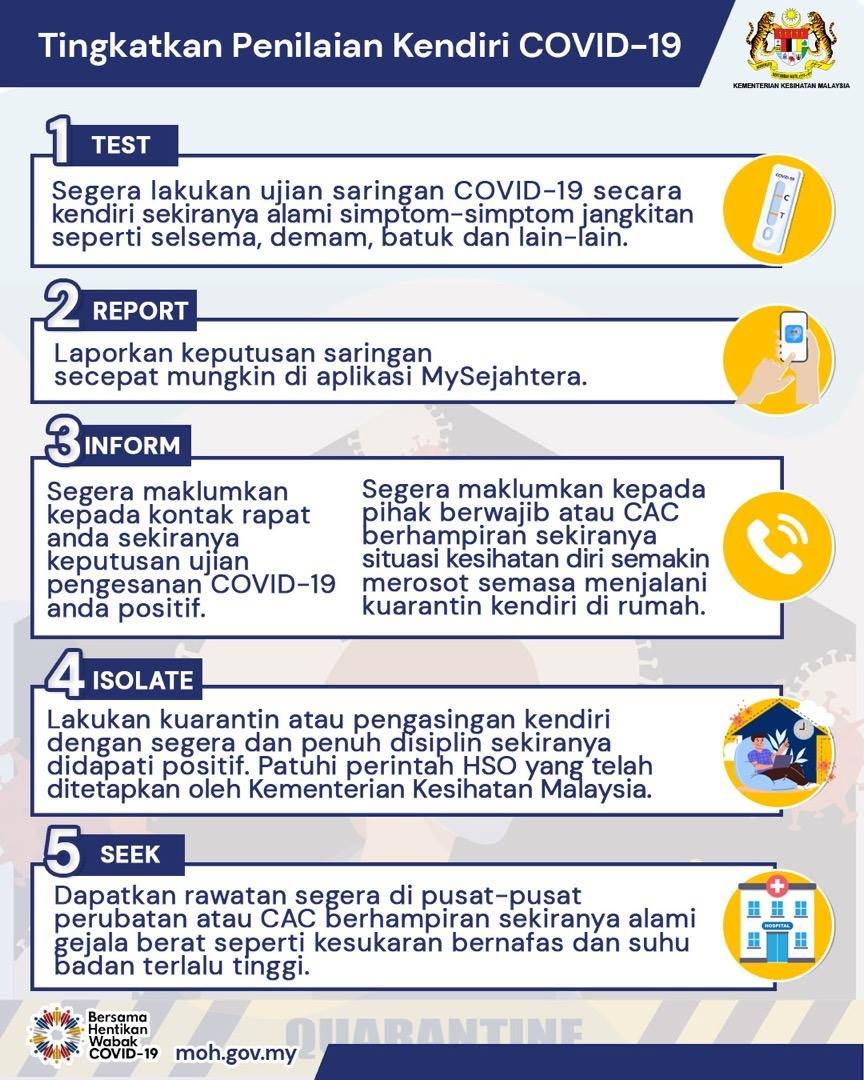 Tingkatkan Penilaian Kendiri COVID-19
KEMENTERIAN KESIHATAN MALAYSIA
1 TEST
Segera lakukan ujian saringan COVID-19 secara
kendiri sekiranya alami simptom-simptom jangkitan
seperti selsema, demam, batuk dan lain-lain.
COVID-19
C
T
2 REPORT
Laporkan keputusan saringan
secepat mungkin di aplikasi MySejahtera.
3 INFORM
Segera maklumkan
kepada kontak rapat
anda sekiranya
keputusan ujian
pengesanan COVID-19
anda positif.
Segera maklumkan kepada
pihak berwajib atau CAC
berhampiran sekiranya
situasi kesihatan diri semakin
merosot semasa menjalani
kuarantin kendiri di rumah.
4 ISOLATE
Lakukan kuarantin atau pengasingan kendiri
dengan segera dan penuh disiplin sekiranya
didapati positif. Patuhi perintah HSO yang telah
ditetapkan oleh Kementerian Kesihatan Malaysia.
5 SEEK
Dapatkan rawatan segera di pusat-pusat
perubatan atau CAC berhampiran sekiranya alami
gejala berat seperti kesukaran bernafas dan suhu
badan terlalu tinggi.
HOSPITAL
Bersama
Hentikan
Wabak
COVID-19
moh.gov.my
QUARANTINE